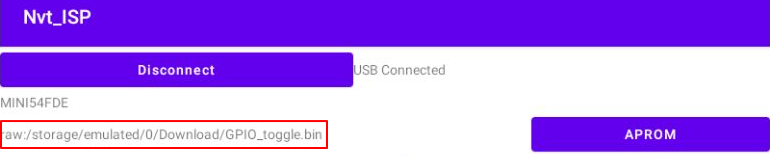 Nvt_ISP
Disconnect USB Connected
MINI54FDE
raw:/storage/emulated/0/Download/GPIO_toggle.bin APROM